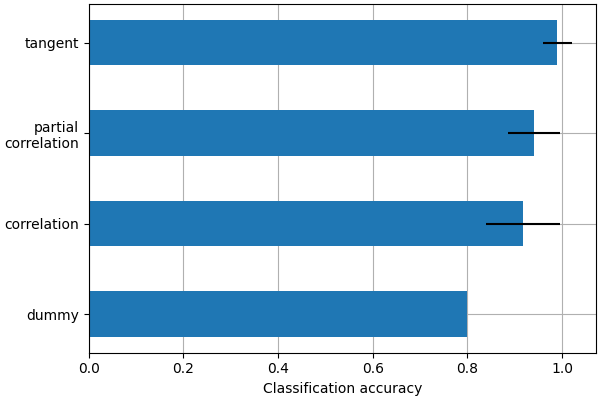 tangent
partial
correlation
correlation
dummy
0.0 0.2 0.4 0.6 0.8 1.0
Classification accuracy